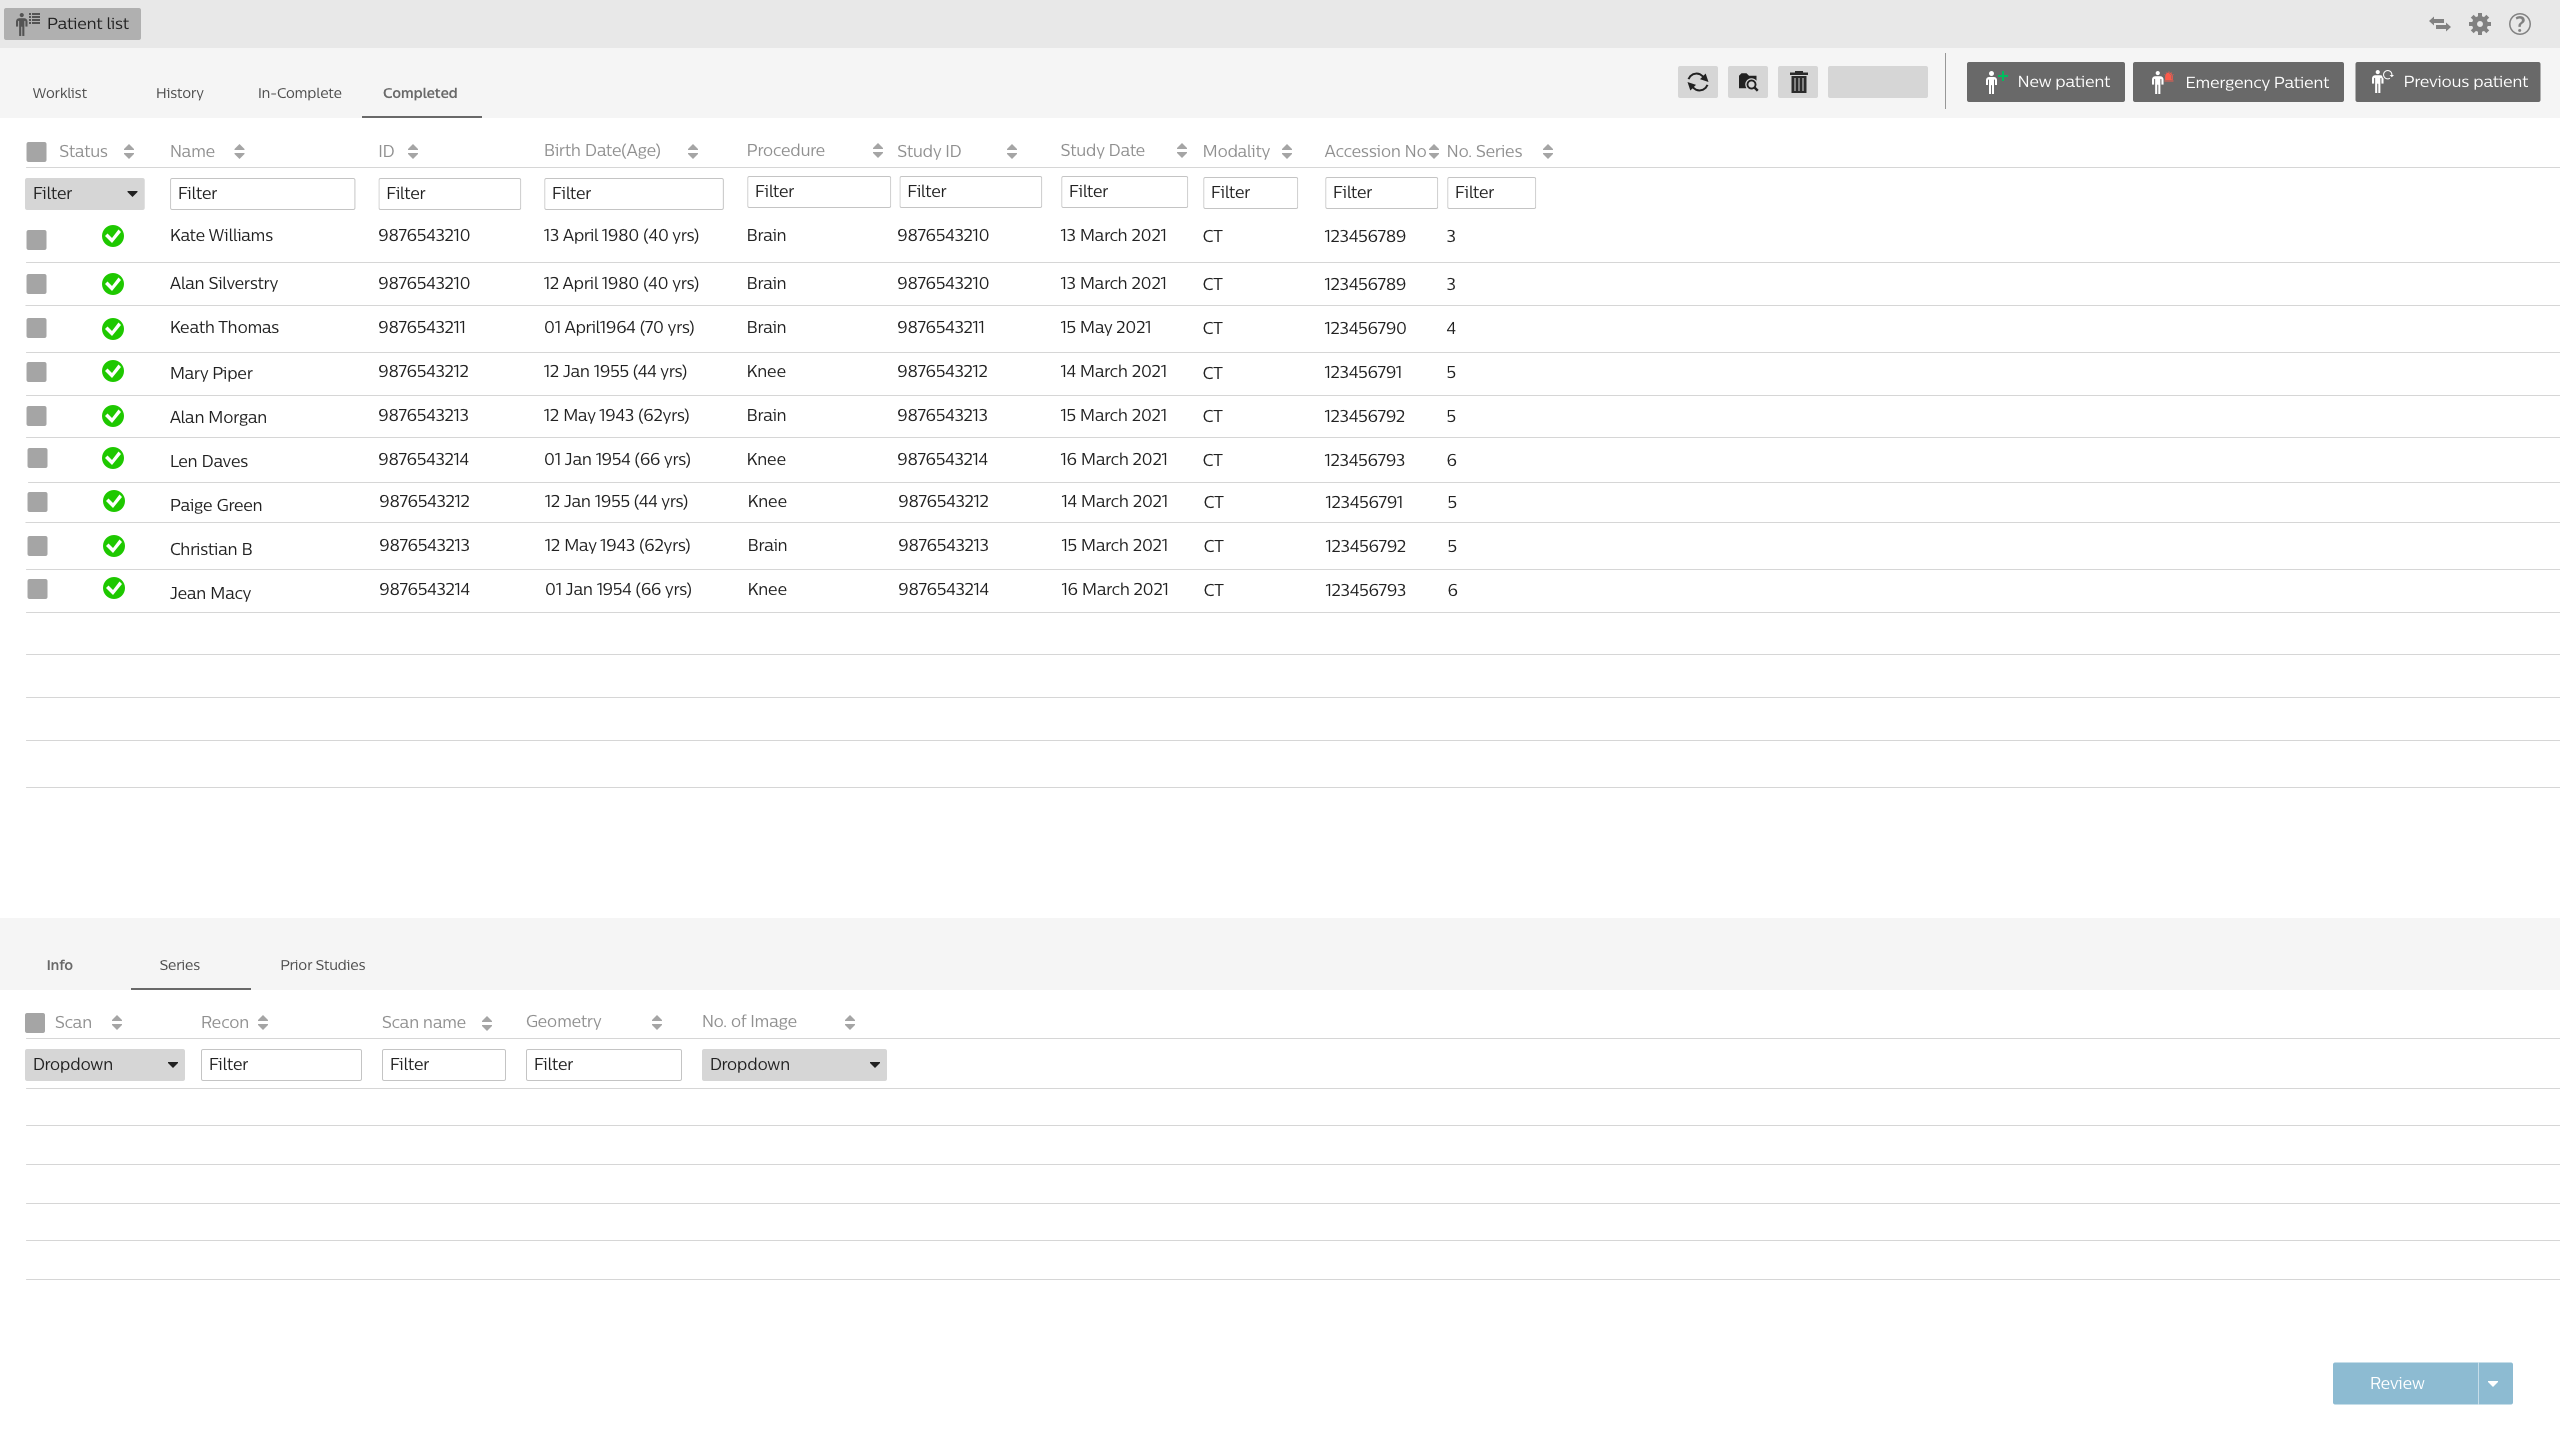 Patient list
Worklist History In-Complete Completed New patient Emergency Patient Previous patient
Status Name ID Birth Date(Age) Procedure Study ID Study Date Modality Accession No No. Series
Filter Filter Filter Filter Filter Filter Filter Filter Filter Filter
Kate Williams 9876543210 13 April 1980 (40 yrs) Brain 9876543210 13 March 2021 CT 123456789 3
Alan Silverstry 9876543210 12 April 1980 (40 yrs) Brain 9876543210 13 March 2021 CT 123456789 3
Keath Thomas 9876543211 01 April1964 (70 yrs) Brain 9876543211 15 May 2021 CT 123456790 4
Mary Piper 9876543212 12 Jan 1955 (44 yrs) Knee 9876543212 14 March 2021 CT 123456791 5
Alan Morgan 9876543213 12 May 1943 (62yrs) Brain 9876543213 15 March 2021 CT 123456792 5
Len Daves 9876543214 01 Jan 1954 (66 yrs) Knee 9876543214 16 March 2021 CT 123456793 6
Paige Green 9876543212 12 Jan 1955 (44 yrs) Knee 9876543212 14 March 2021 CT 123456791 5
Christian B 9876543213 12 May 1943 (62yrs) Brain 9876543213 15 March 2021 CT 123456792 5
Jean Macy 9876543214 01 Jan 1954 (66 yrs) Knee 9876543214 16 March 2021 CT 123456793 6
Info Series Prior Studies
Scan Recon Scan name Geometry No. of Image
Dropdown Filter Filter Filter Dropdown
Review